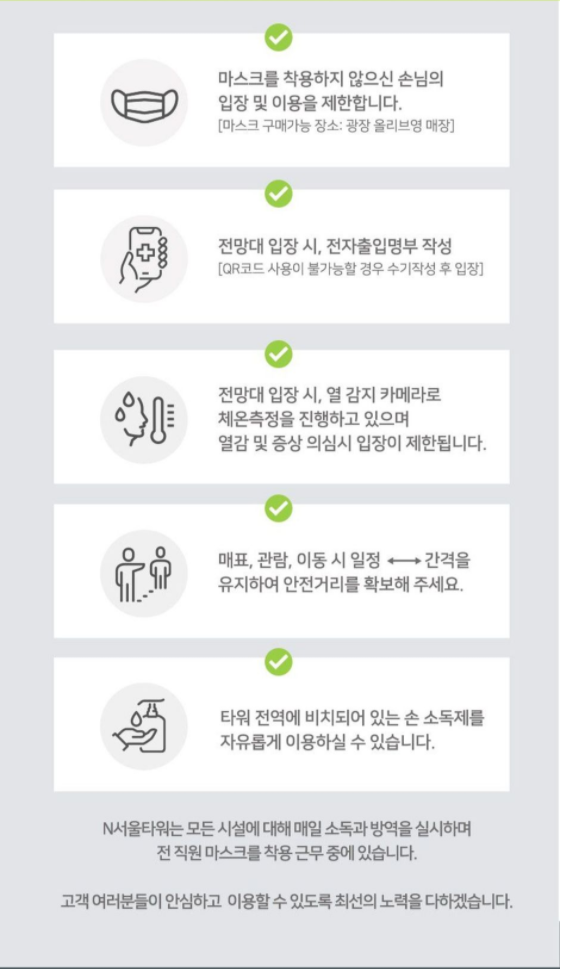 마스크를 착용하지 않으신 손님의
입장 및 이용을 제한합니다.
[마스크 구매가능 장소: 광장 올리브영 매장]
전망대 입장 시, 전자출입명부 작성
[QR코드 사용이 불가능할 경우 수기작성 후 입장]
전망대 입장 시, 열 감지 카메라로
체온측정을 진행하고 있으며
열감 및 증상 의심시 입장이 제한됩니다.
매표, 관람, 이동 시 일정 ⟷ 간격을
유지하여 안전거리를 확보해 주세요.
타워 전역에 비치되어 있는 손 소독제를
자유롭게 이용하실 수 있습니다.
N서울타워는 모든 시설에 대해 매일 소독과 방역을 실시하며
전 직원 마스크를 착용 근무 중에 있습니다.
고객 여러분들이 안심하고 이용할 수 있도록 최선의 노력을 다하겠습니다.